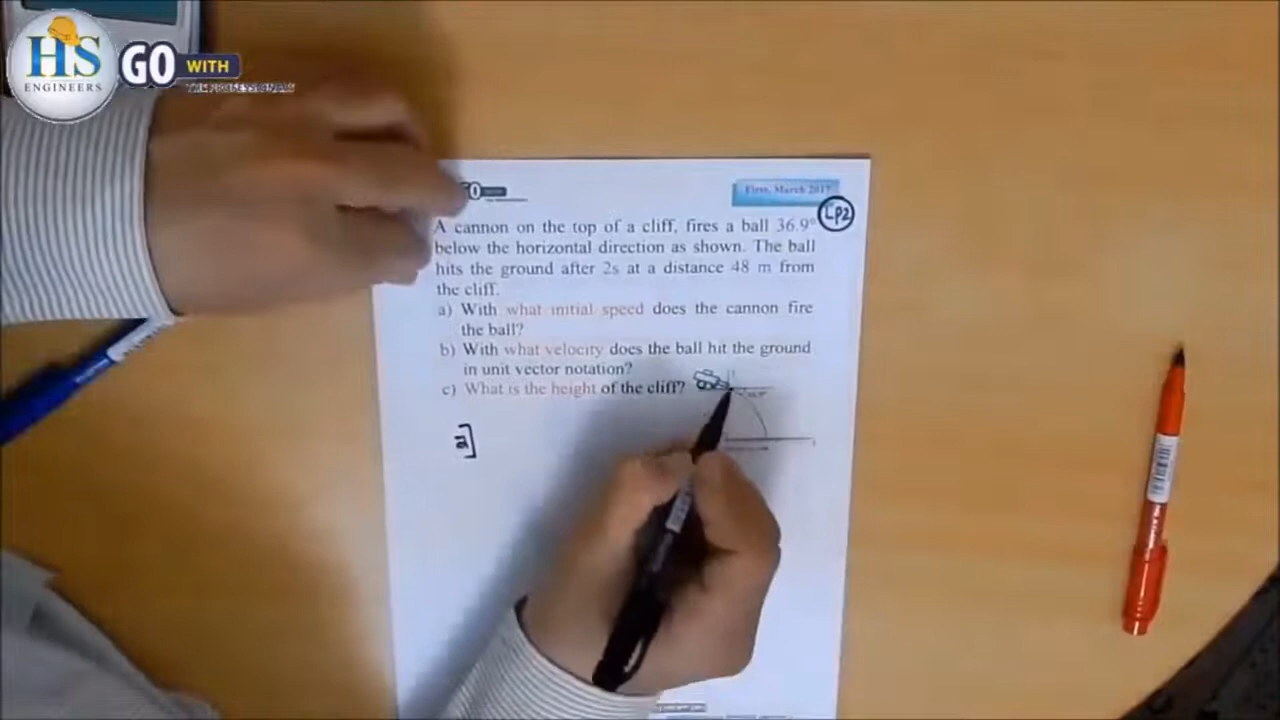 HS
ENGINEERS
GO WITH
THE PROFESSIONALS
GO
First, March 2017
LP2
A cannon on the top of a cliff, fires a ball 36.9°
below the horizontal direction as shown. The ball
hits the ground after 2s at a distance 48 m from
the cliff.
a) With what initial speed does the cannon fire
the ball?
b) With what velocity does the ball hit the ground
in unit vector notation?
c) What is the height of the cliff?
a]